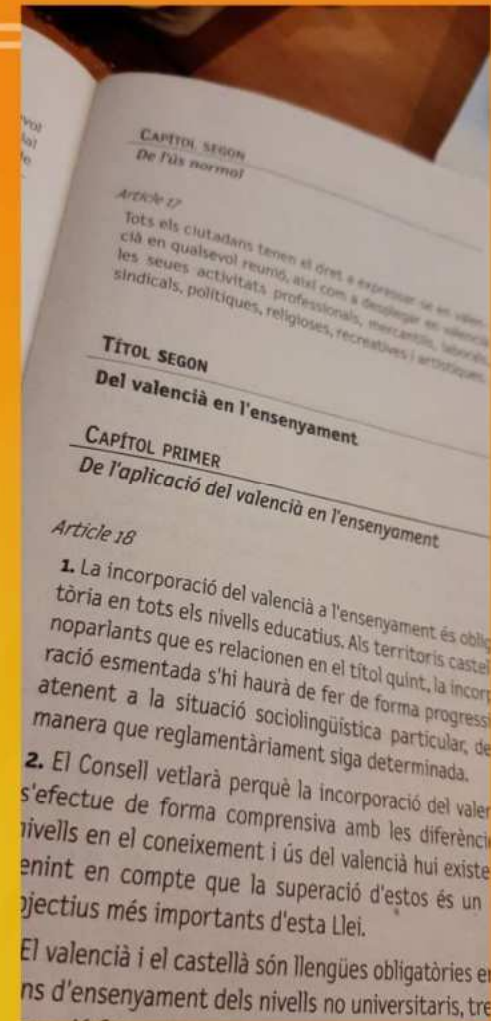 CAPÍTOL SEGON
De l'ús normal
Article 17
Tots els ciutadans tenen el dret a expressar-se en valen-
cià en qualsevol reunió, així com a desplegar en valencià
les seues activitats professionals, mercantils, laborals,
sindicals, polítiques, religioses, recreatives i artístiques.
TÍTOL SEGON
Del valencià en l'ensenyament
CAPÍTOL PRIMER
De l'aplicació del valencià en l'ensenyament
Article 18
1. La incorporació del valencià a l'ensenyament és oblig
tòria en tots els nivells educatius. Als territoris castel
noparlants que es relacionen en el títol quint, la incorp
ració esmentada s'hi haurà de fer de forma progressi
atenent a la situació sociolingüística particular, de
manera que reglamentàriament siga determinada.
2. El Consell vetlarà perquè la incorporació del valen
s'efectue de forma comprensiva amb les diferènci
nivells en el coneixement i ús del valencià hui existe
enint en compte que la superació d'estos és un
bjectius més importants d'esta Llei.
El valencià i el castellà són llengües obligatòries en
ns d'ensenyament dels nivells no universitaris, tre